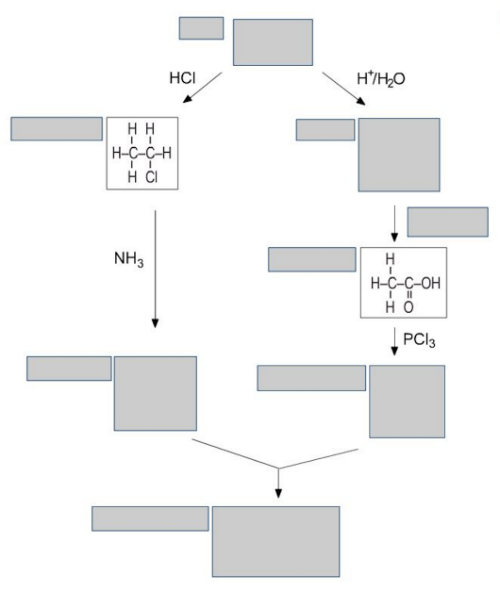 HCl
H⁺/H₂O
H H
H-C-C-H
H Cl
NH₃
H
H-C-C-OH
H O
PCl₃